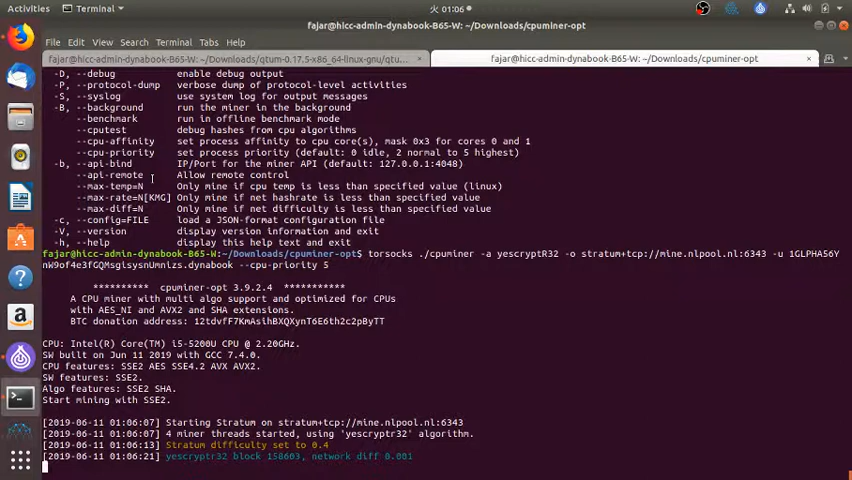 Activities
Terminal
火 01:06
fajar@hicc-admin-dynabook-B65-W: ~/Downloads/cpuminer-opt
File Edit View Search Terminal Tabs Help
fajar@hicc-admin-dynabook-B65-W: ~/Downloads/qtum-0.17.5-x86_64-linux-gnu/qtu...
fajar@hicc-admin-dynabook-B65-W: ~/Downloads/cpuminer-opt
-D, --debug enable debug output
-P, --protocol-dump verbose dump of protocol-level activities
-S, --syslog use system log for output messages
-B, --background run the miner in the background
--benchmark run in offline benchmark mode
--cputest debug hashes from cpu algorithms
--cpu-affinity set process affinity to cpu core(s), mask 0x3 for cores 0 and 1
--cpu-priority set process priority (default: 0 idle, 2 normal to 5 highest)
-b, --api-bind IP/Port for the miner API (default: 127.0.0.1:4048)
--api-remote Allow remote control
--max-temp=N Only mine if cpu temp is less than specified value (linux)
--max-rate=N[KMG] Only mine if net hashrate is less than specified value
--max-diff=N Only mine if net difficulty is less than specified value
-c, --config=FILE load a JSON-format configuration file
-V, --version display version information and exit
-h, --help display this help text and exit
fajar@hicc-admin-dynabook-B65-W:~/Downloads/cpuminer-opt$ torsocks ./cpuminer -a yescryptR32 -o stratum+tcp://mine.nlpool.nl:6343 -u 1GLPHA56Y
nW9of4e3fGQMsgisysnUmnizs.dynabook --cpu-priority 5
********** cpuminer-opt 3.9.2.4 ***********
A CPU miner with multi algo support and optimized for CPUs
with AES_NI and AVX2 and SHA extensions.
BTC donation address: 12tdvfF7KmAsihBXQXynT6E6th2c2pByTT
CPU: Intel(R) Core(TM) i5-5200U CPU @ 2.20GHz.
SW built on Jun 11 2019 with GCC 7.4.0.
CPU features: SSE2 AES SSE4.2 AVX AVX2.
SW features: SSE2.
Algo features: SSE2 SHA.
Start mining with SSE2.
[2019-06-11 01:06:07] Starting Stratum on stratum+tcp://mine.nlpool.nl:6343
[2019-06-11 01:06:07] 4 miner threads started, using 'yescryptr32' algorithm.
[2019-06-11 01:06:13] Stratum difficulty set to 0.4
[2019-06-11 01:06:21] yescryptr32 block 158603, network diff 0.001